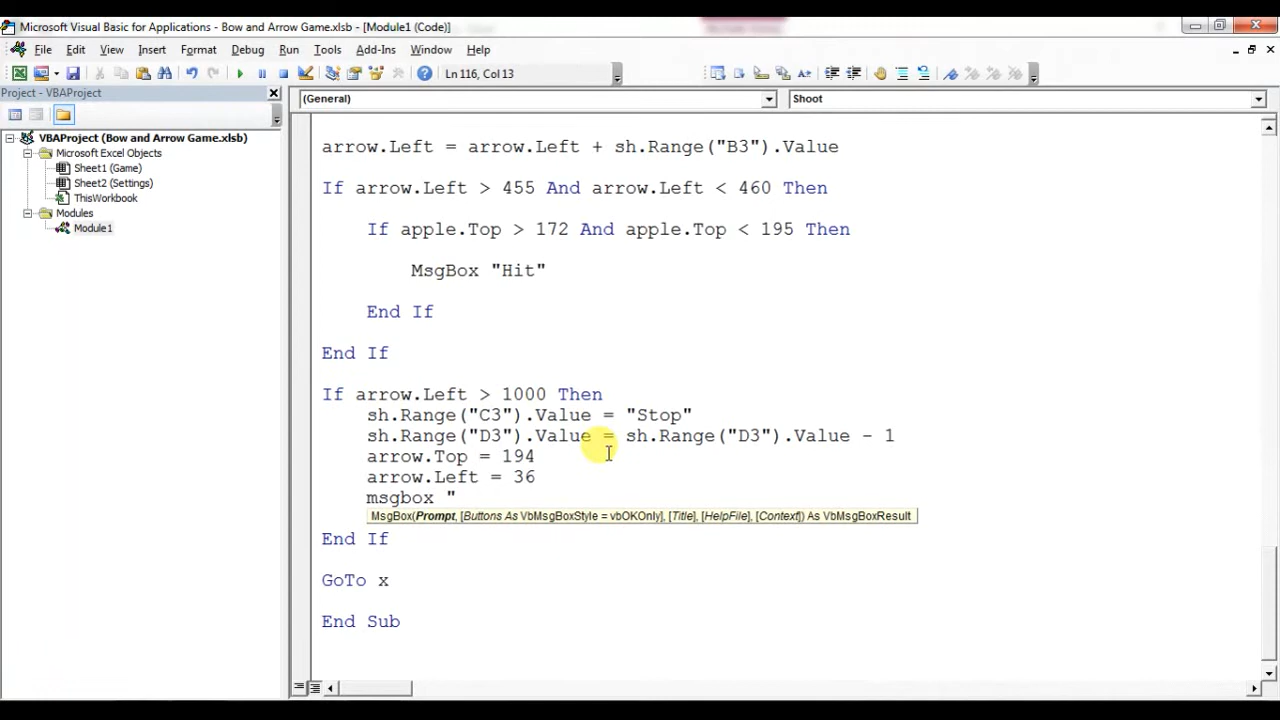 Microsoft Visual Basic for Applications - Bow and Arrow Game.xlsb - [Module1 (Code)]
File Edit View Insert Format Debug Run Tools Add-Ins Window Help
Ln 116, Col 13
Project - VBAProject
(General) Shoot
VBAProject (Bow and Arrow Game.xlsb)
Microsoft Excel Objects
Sheet1 (Game)
Sheet2 (Settings)
ThisWorkbook
Modules
Module1
arrow.Left = arrow.Left + sh.Range("B3").Value
If arrow.Left > 455 And arrow.Left < 460 Then
If apple.Top > 172 And apple.Top < 195 Then
MsgBox "Hit"
End If
End If
If arrow.Left > 1000 Then
sh.Range("C3").Value = "Stop"
sh.Range("D3").Value = sh.Range("D3").Value - 1
arrow.Top = 194
arrow.Left = 36
msgbox "
MsgBox(Prompt, [Buttons As VbMsgBoxStyle = vbOKOnly], [Title], [HelpFile], [Context]) As VbMsgBoxResult
End If
GoTo x
End Sub